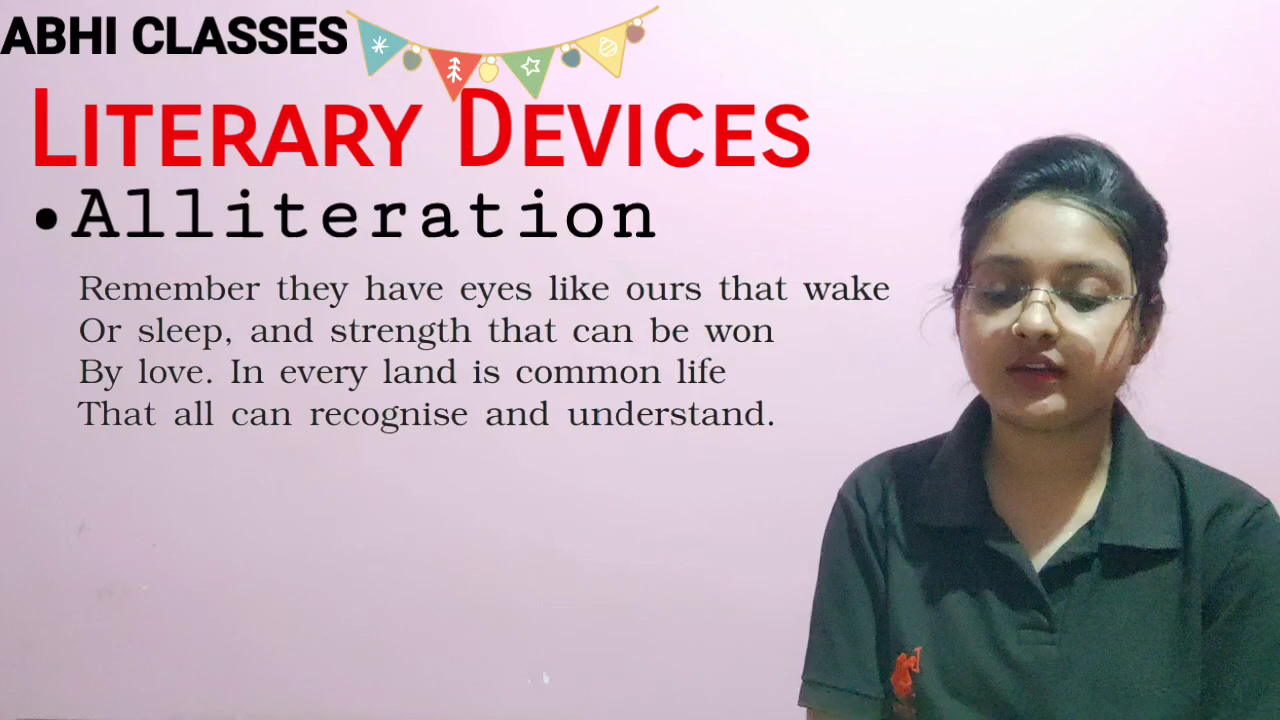 ABHI CLASSES
LITERARY DEVICES
•Alliteration
Remember they have eyes like ours that wake
Or sleep, and strength that can be won
By love. In every land is common life
That all can recognise and understand.